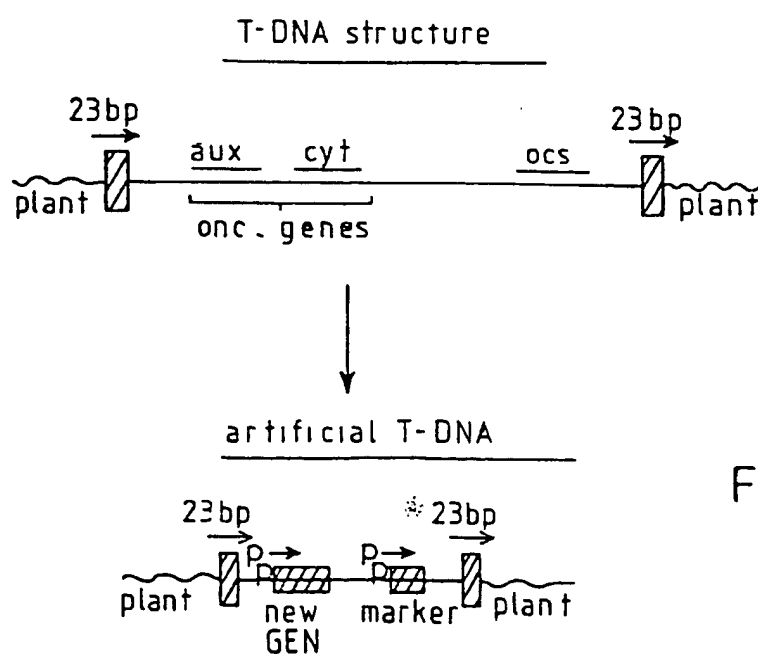 T-DNA structure
23bp 23bp
aux cyt ocs
plant plant
onc. genes
artificial T-DNA
F
23bp 23bp
P P
p p
plant new marker plant
GEN